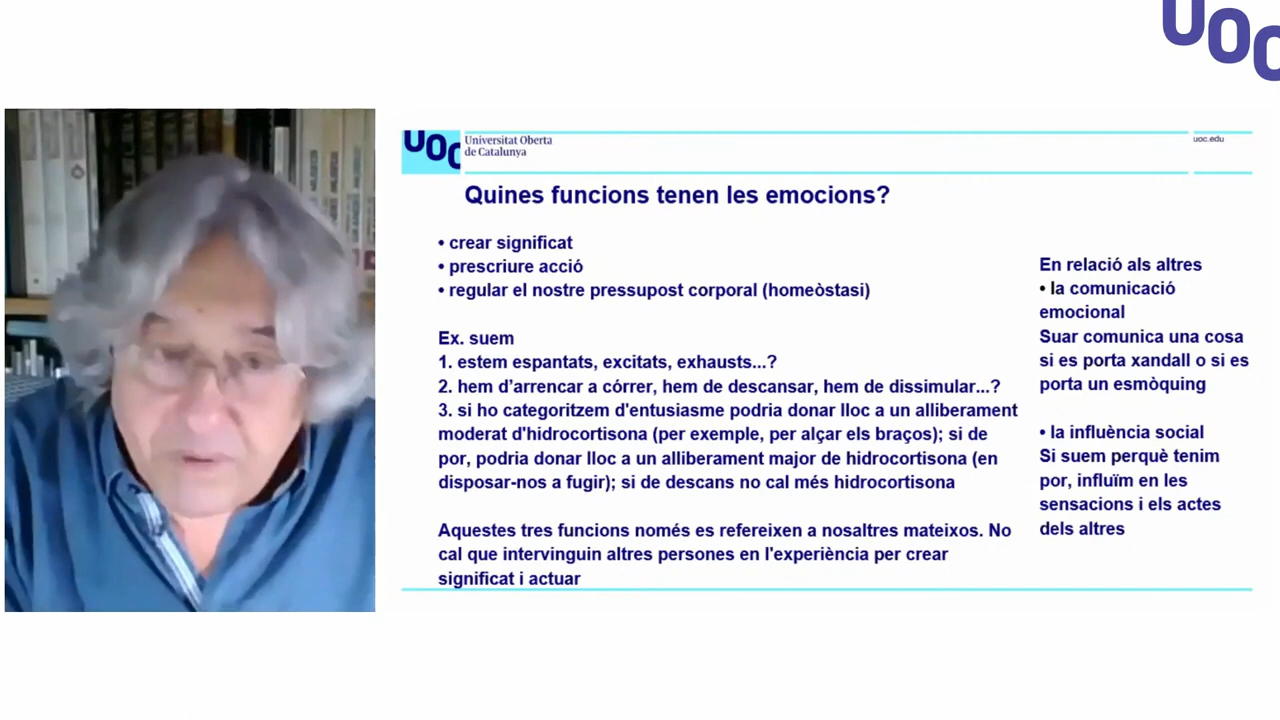 UOC
UOC
Universitat Oberta
de Catalunya
uoc.edu
Quines funcions tenen les emocions?
• crear significat
• prescriure acció
• regular el nostre pressupost corporal (homeòstasi)
Ex. suem
1. estem espantats, excitats, exhausts...?
2. hem d’arrencar a córrer, hem de descansar, hem de dissimular...?
3. si ho categoritzem d'entusiasme podria donar lloc a un alliberament
moderat d'hidrocortisona (per exemple, per alçar els braços); si de
por, podria donar lloc a un alliberament major de hidrocortisona (en
disposar-nos a fugir); si de descans no cal més hidrocortisona
Aquestes tres funcions només es refereixen a nosaltres mateixos. No
cal que intervinguin altres persones en l'experiència per crear
significat i actuar
En relació als altres
• la comunicació
emocional
Suar comunica una cosa
si es porta xandall o si es
porta un esmòquing
• la influència social
Si suem perquè tenim
por, influïm en les
sensacions i els actes
dels altres